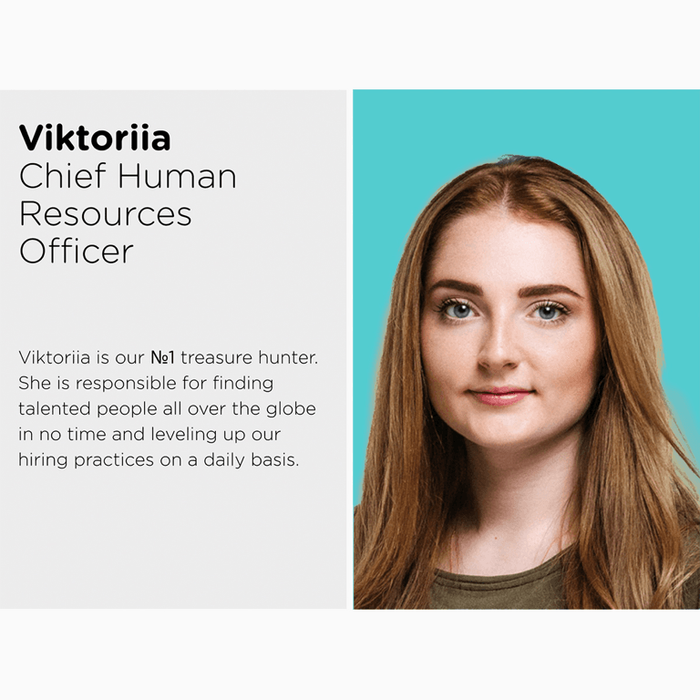 Viktoriia
Chief Human
Resources
Officer
Viktoriia is our №1 treasure hunter.
She is responsible for finding
talented people all over the globe
in no time and leveling up our
hiring practices on a daily basis.